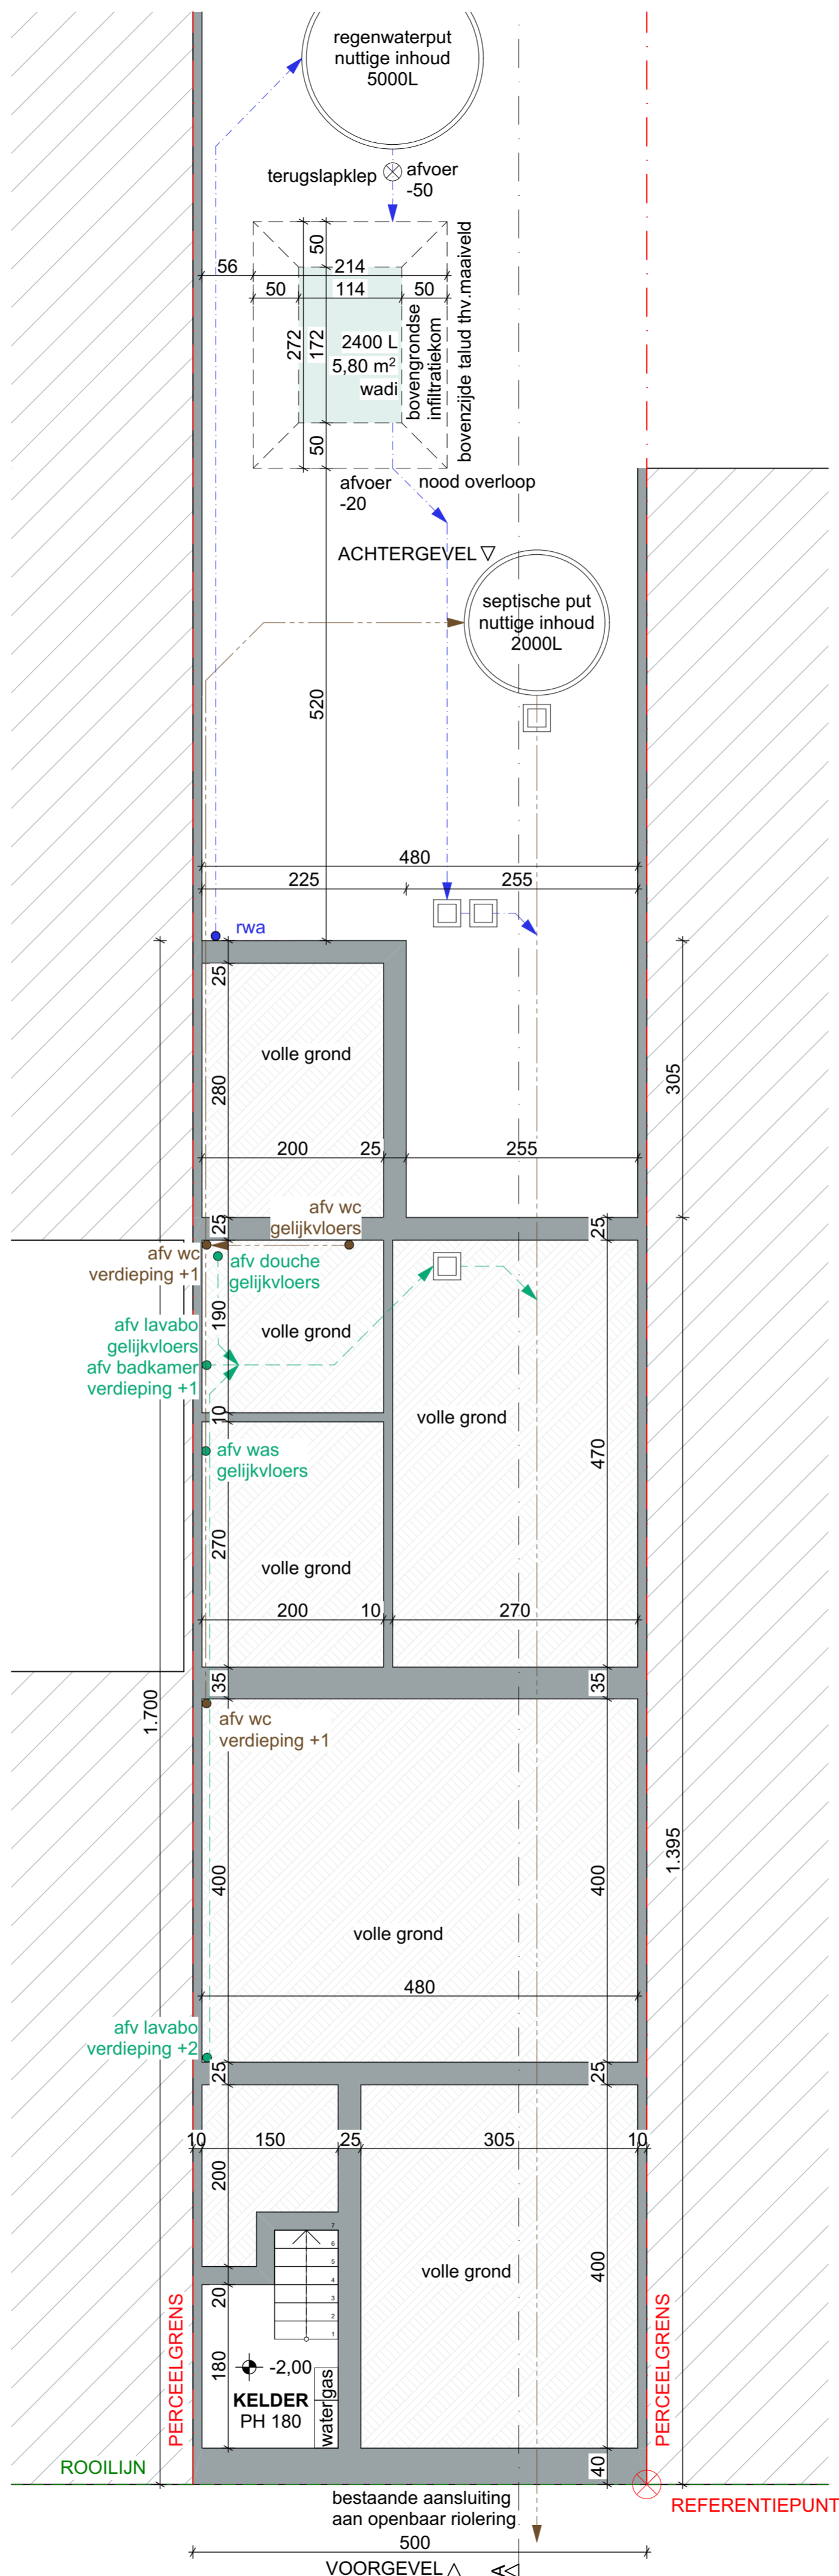 regenwaterput
nuttige inhoud
5000L
terugslapklep
afvoer
-50
50
56
214
50
114
50
272
172
2400 L
5,80 m²
wadi
bovengrondse
infiltratiekom
bovenzijde talud thv.maaiveld
50
afvoer
-20
nood overloop
ACHTERGEVEL
septische put
nuttige inhoud
2000L
520
480
225
255
rwa
25
volle grond
280
305
200
25
255
afv wc
gelijkvloers
25
25
afv wc
verdieping +1
afv douche
gelijkvloers
190
volle grond
afv lavabo
gelijkvloers
afv badkamer
verdieping +1
10
volle grond
afv was
gelijkvloers
470
270
volle grond
200
10
270
35
35
1.700
afv wc
verdieping +1
1.395
400
400
volle grond
480
afv lavabo
verdieping +2
25
25
10
150
25
305
10
200
7
6
5
4
3
2
1
volle grond
400
20
180
-2,00
KELDER
PH 180
water
gas
PERCEELGRENS
PERCEELGRENS
ROOILIJN
40
REFERENTIEPUNT
bestaande aansluiting
aan openbaar riolering
500
VOORGEVEL
A